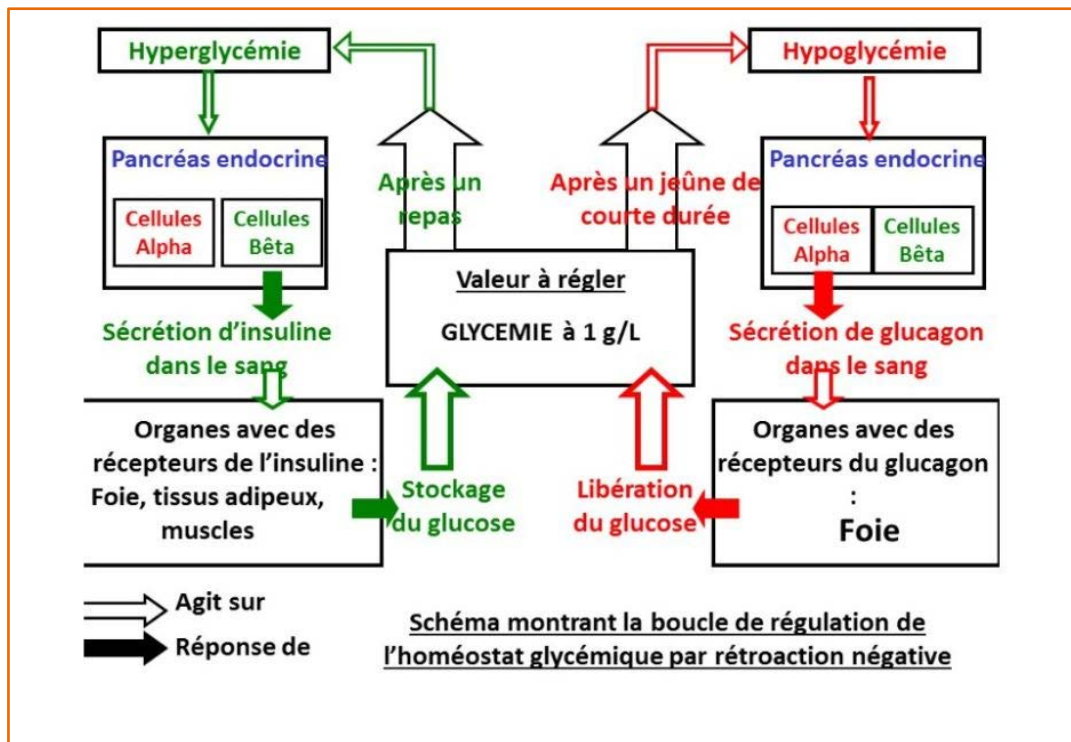 Hyperglycémie
Hypoglycémie
Pancréas endocrine
Cellules
Alpha
Cellules
Bêta
Après un
repas
Après un jeûne de
courte durée
Pancréas endocrine
Cellules
Alpha
Cellules
Bêta
Valeur à régler
GLYCEMIE à 1 g/L
Sécrétion d'insuline
dans le sang
Sécrétion de glucagon
dans le sang
Organes avec des
récepteurs de l'insuline :
Foie, tissus adipeux,
muscles
Stockage
du glucose
Libération
du glucose
Organes avec des
récepteurs du glucagon
:
Foie
Agit sur
Réponse de
Schéma montrant la boucle de régulation de
l'homéostat glycémique par rétroaction négative